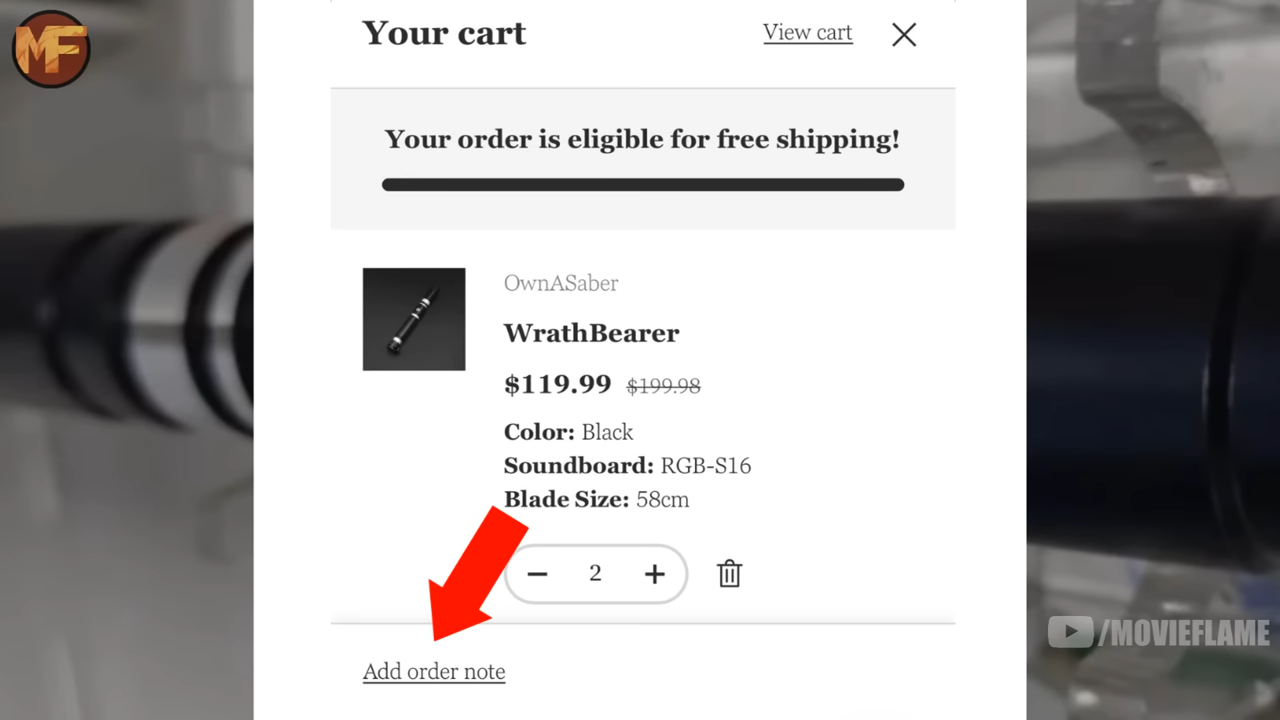 MF
Your cart
View cart
Your order is eligible for free shipping!
OwnASaber
WrathBearer
$119.99 $199.98
Color: Black
Soundboard: RGB-S16
Blade Size: 58cm
2
/MOVIEFLAME
Add order note